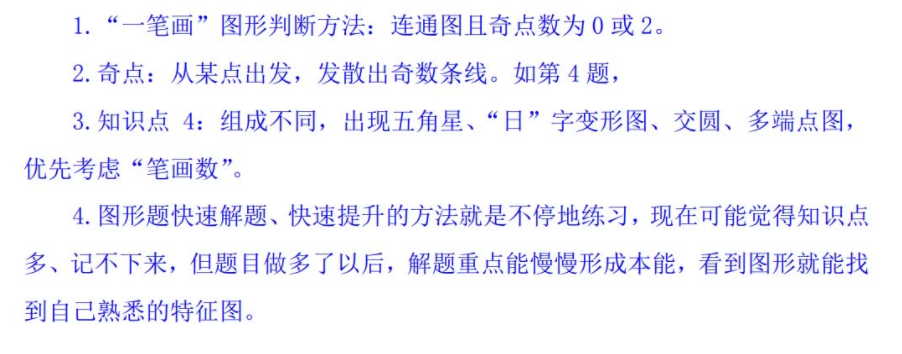 1.“一笔画”图形判断方法：连通图且奇点数为 0 或 2。
2.奇点：从某点出发，发散出奇数条线。如第 4 题，
3.知识点 4：组成不同，出现五角星、“日”字变形图、交圆、多端点图，
优先考虑“笔画数”。
4.图形题快速解题、快速提升的方法就是不停地练习，现在可能觉得知识点
多、记不下来，但题目做多了以后，解题重点能慢慢形成本能，看到图形就能找
到自己熟悉的特征图。